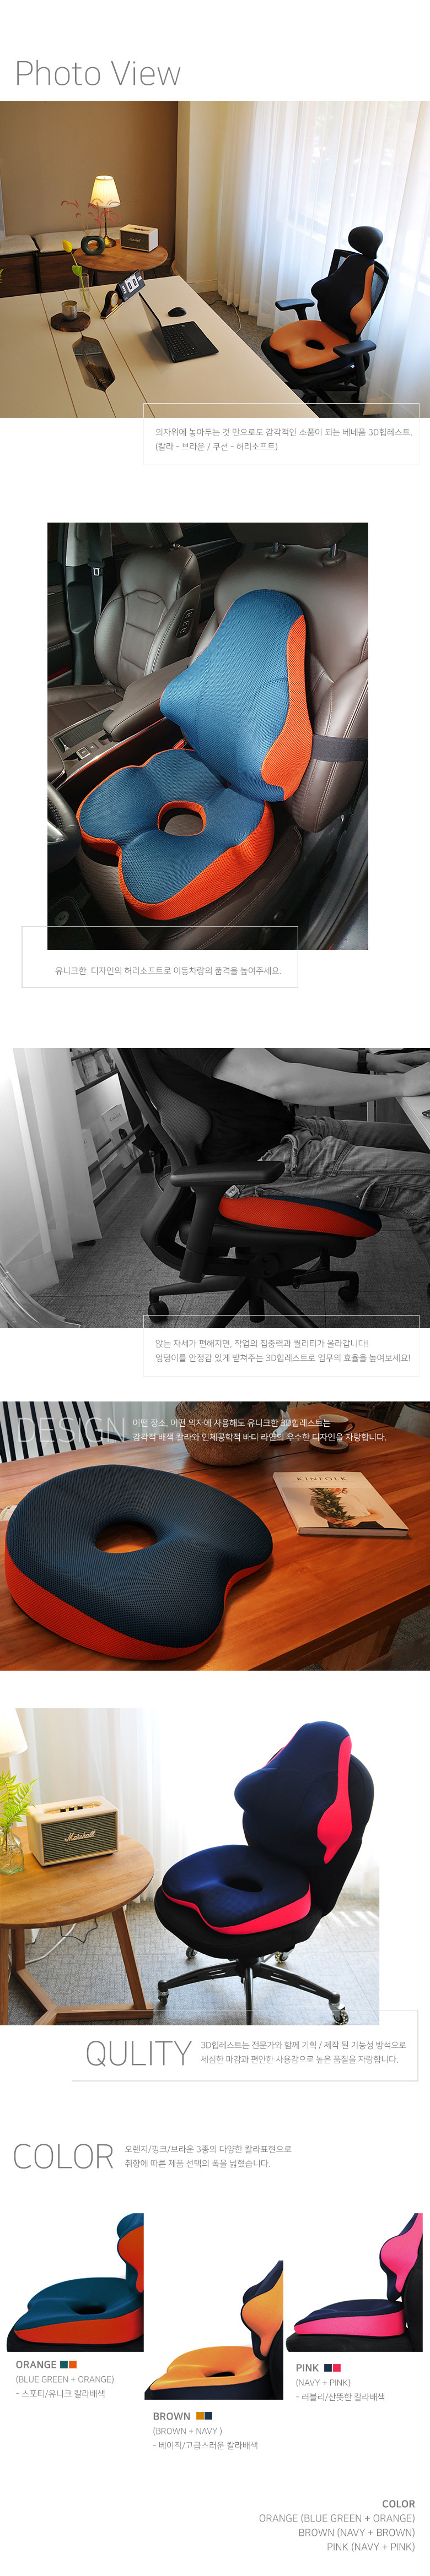 Photo View
Marshall
의자위에 놓아두는 것 만으로도 감각적인 소품이 되는 베네폼 3D힙레스트.
(칼라 - 브라운 / 쿠션 - 허리소프트)
유니크한 디자인의 허리소프트로 이동차량의 품격을 높여주세요.
앉는 자세가 편해지면, 작업의 집중력과 퀄리티가 올라갑니다!
엉덩이를 안정감 있게 받쳐주는 3D힙레스트로 업무의 효율을 높여보세요!
DESIGN
어떤 장소, 어떤 의자에 사용해도 유니크한 3D힙레스트는
감각적 배색 칼라와 인체공학적 바디 라인의 우수한 디자인을 자랑합니다.
KINFOLK
Marshall
QULITY
3D힙레스트는 전문가와 함께 기획 / 제작 된 기능성 방석으로
세심한 마감과 편안한 사용감으로 높은 품질을 자랑합니다.
COLOR
오렌지/핑크/브라운 3종의 다양한 칼라표현으로
취향에 따른 제품 선택의 폭을 넓혔습니다.
ORANGE
(BLUE GREEN + ORANGE)
- 스포티/유니크 칼라배색
BROWN
(BROWN + NAVY )
- 베이직/고급스러운 칼라배색
PINK
(NAVY + PINK)
- 러블리/산뜻한 칼라배색
COLOR
ORANGE (BLUE GREEN + ORANGE)
BROWN (NAVY + BROWN)
PINK (NAVY + PINK)